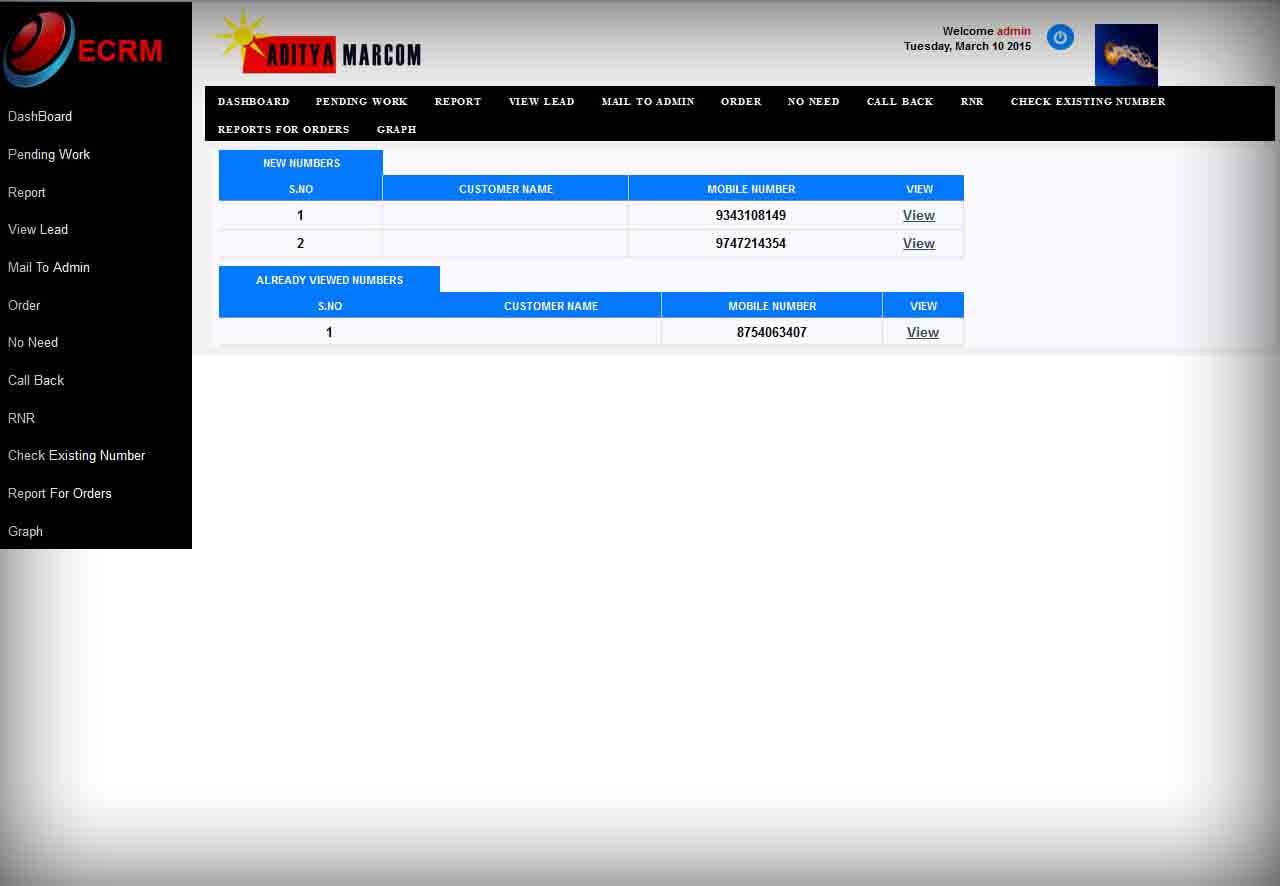 ECRM
DashBoard
Pending Work
Report
View Lead
Mail To Admin
Order
No Need
Call Back
RNR
Check Existing Number
Report For Orders
Graph
ADITYA MARCOM
Welcome admin
Tuesday, March 10 2015
DASHBOARD PENDING WORK REPORT VIEW LEAD MAIL TO ADMIN ORDER NO NEED CALL BACK RNR CHECK EXISTING NUMBER
REPORTS FOR ORDERS GRAPH
NEW NUMBERS
S.NO CUSTOMER NAME MOBILE NUMBER VIEW
1 9343108149 View
2 9747214354 View
ALREADY VIEWED NUMBERS
S.NO CUSTOMER NAME MOBILE NUMBER VIEW
1 8754063407 View